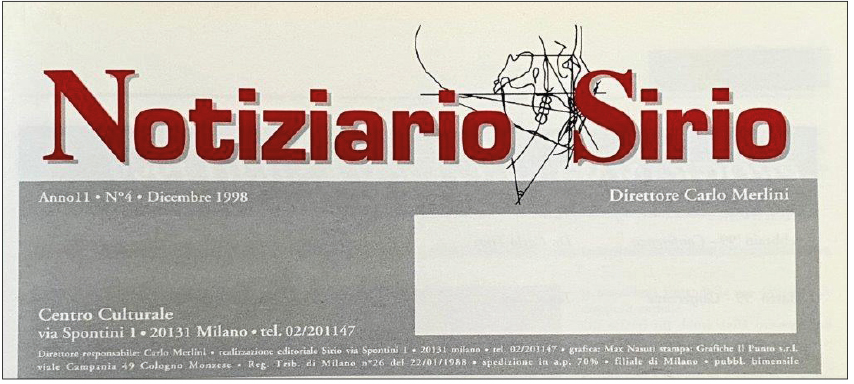 Notiziario Sirio
Anno11 • N°4 • Dicembre 1998
Direttore Carlo Merlini
Centro Culturale
via Spontini 1 • 20131 Milano • tel. 02/201147
Direttore responsabile: Carlo Merlini • realizzazione editoriale Sirio via Spontini 1 • 20131 milano • tel. 02/201147 • grafica: Max Nasuti stampa: Grafiche Il Punto s.r.l.
viale Campania 49 Cologno Monzese • Reg. Trib. di Milano n°26 del 22/01/1988 • spedizione in a.p. 70% • filiale di Milano • pubbl. bimensile